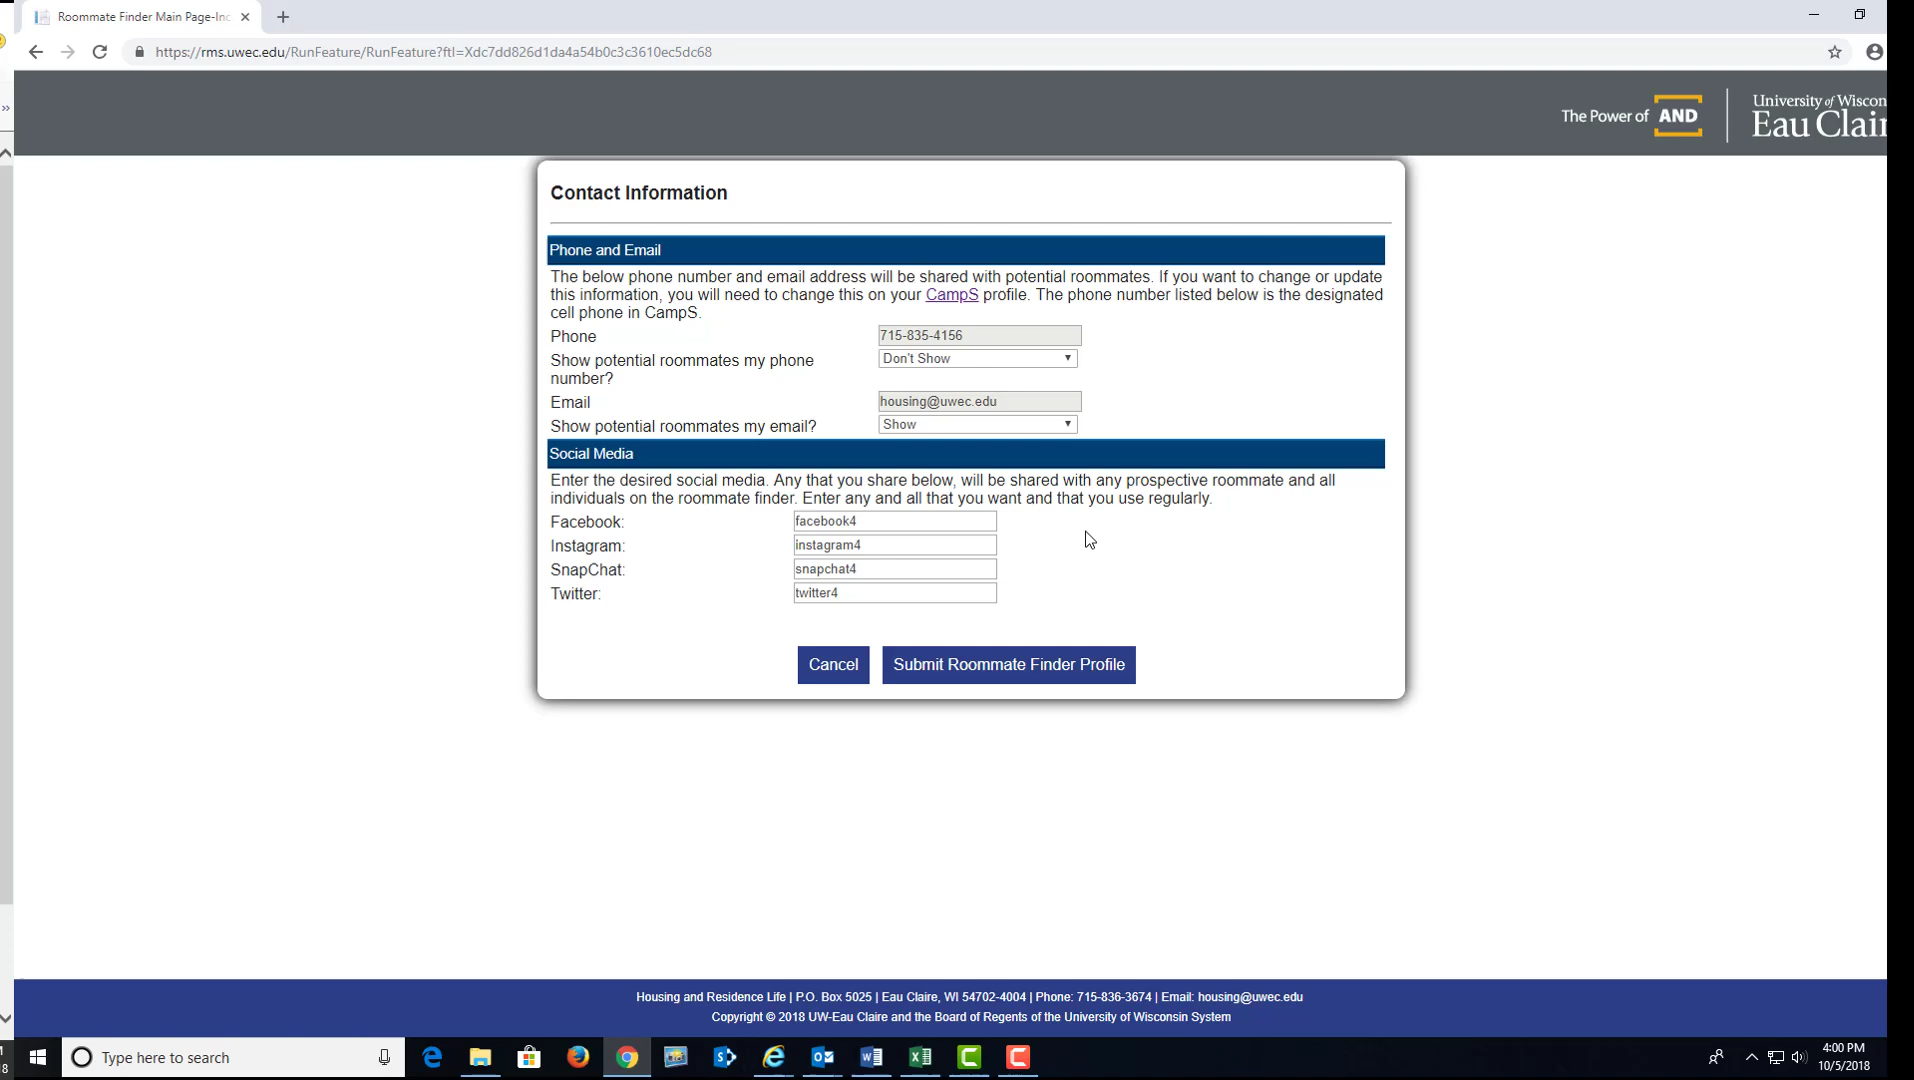 Roommate Finder Main Page-Inc
https://rms.uwec.edu/RunFeature/RunFeature?ftl=Xdc7dd826d1da4a54b0c3c3610ec5dc68
The Power of AND
University of Wiscon
Eau Clair
Contact Information
Phone and Email
The below phone number and email address will be shared with potential roommates. If you want to change or update
this information, you will need to change this on your CampS profile. The phone number listed below is the designated
cell phone in CampS.
Phone 715-835-4156
Show potential roommates my phone Don't Show
number?
Email housing@uwec.edu
Show potential roommates my email? Show
Social Media
Enter the desired social media. Any that you share below, will be shared with any prospective roommate and all
individuals on the roommate finder. Enter any and all that you want and that you use regularly.
Facebook: facebook4
Instagram: instagram4
SnapChat: snapchat4
Twitter: twitter4
Cancel Submit Roommate Finder Profile
Housing and Residence Life | P.O. Box 5025 | Eau Claire, WI 54702-4004 | Phone: 715-836-3674 | Email: housing@uwec.edu
Copyright © 2018 UW-Eau Claire and the Board of Regents of the University of Wisconsin System
Type here to search
4:00 PM
10/5/2018